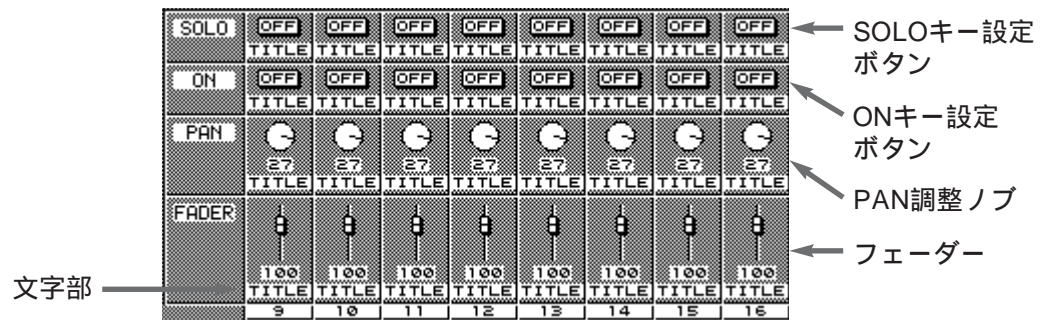 SOLO OFF OFF OFF OFF OFF OFF OFF OFF
TITLE TITLE TITLE TITLE TITLE TITLE TITLE TITLE
ON OFF OFF OFF OFF OFF OFF OFF OFF
TITLE TITLE TITLE TITLE TITLE TITLE TITLE TITLE
PAN
27 27 27 27 27 27 27 27
TITLE TITLE TITLE TITLE TITLE TITLE TITLE TITLE
FADER
100 100 100 100 100 100 100 100
TITLE TITLE TITLE TITLE TITLE TITLE TITLE TITLE
9 10 11 12 13 14 15 16
SOLOキー設定
ボタン
ONキー設定
ボタン
PAN調整ノブ
フェーダー
文字部